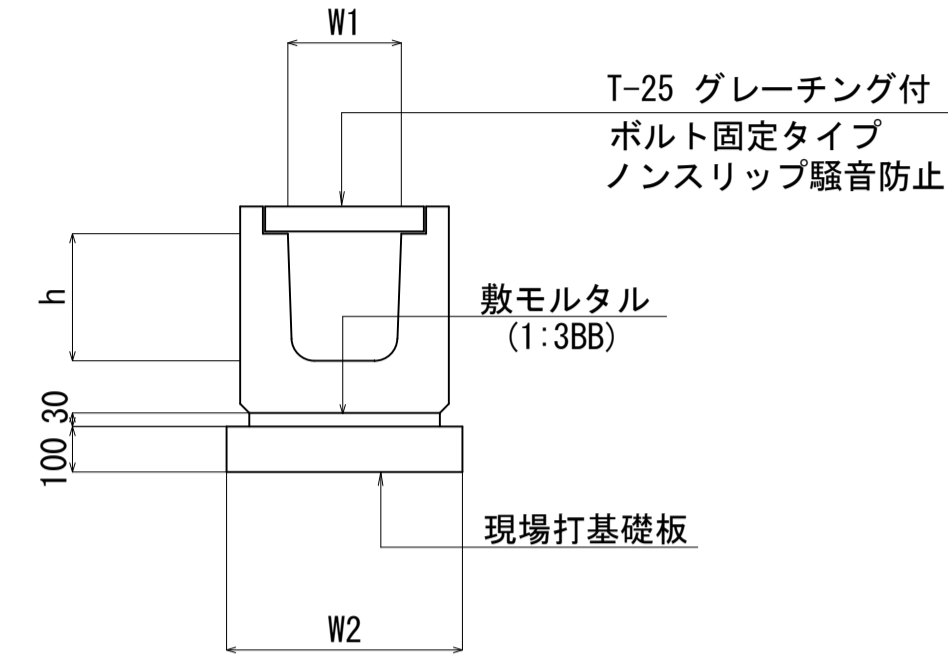 W1
T-25 グレーチング付
ボルト固定タイプ
ノンスリップ騒音防止
h
敷モルタル
(1:3BB)
30
100
現場打基礎板
W2